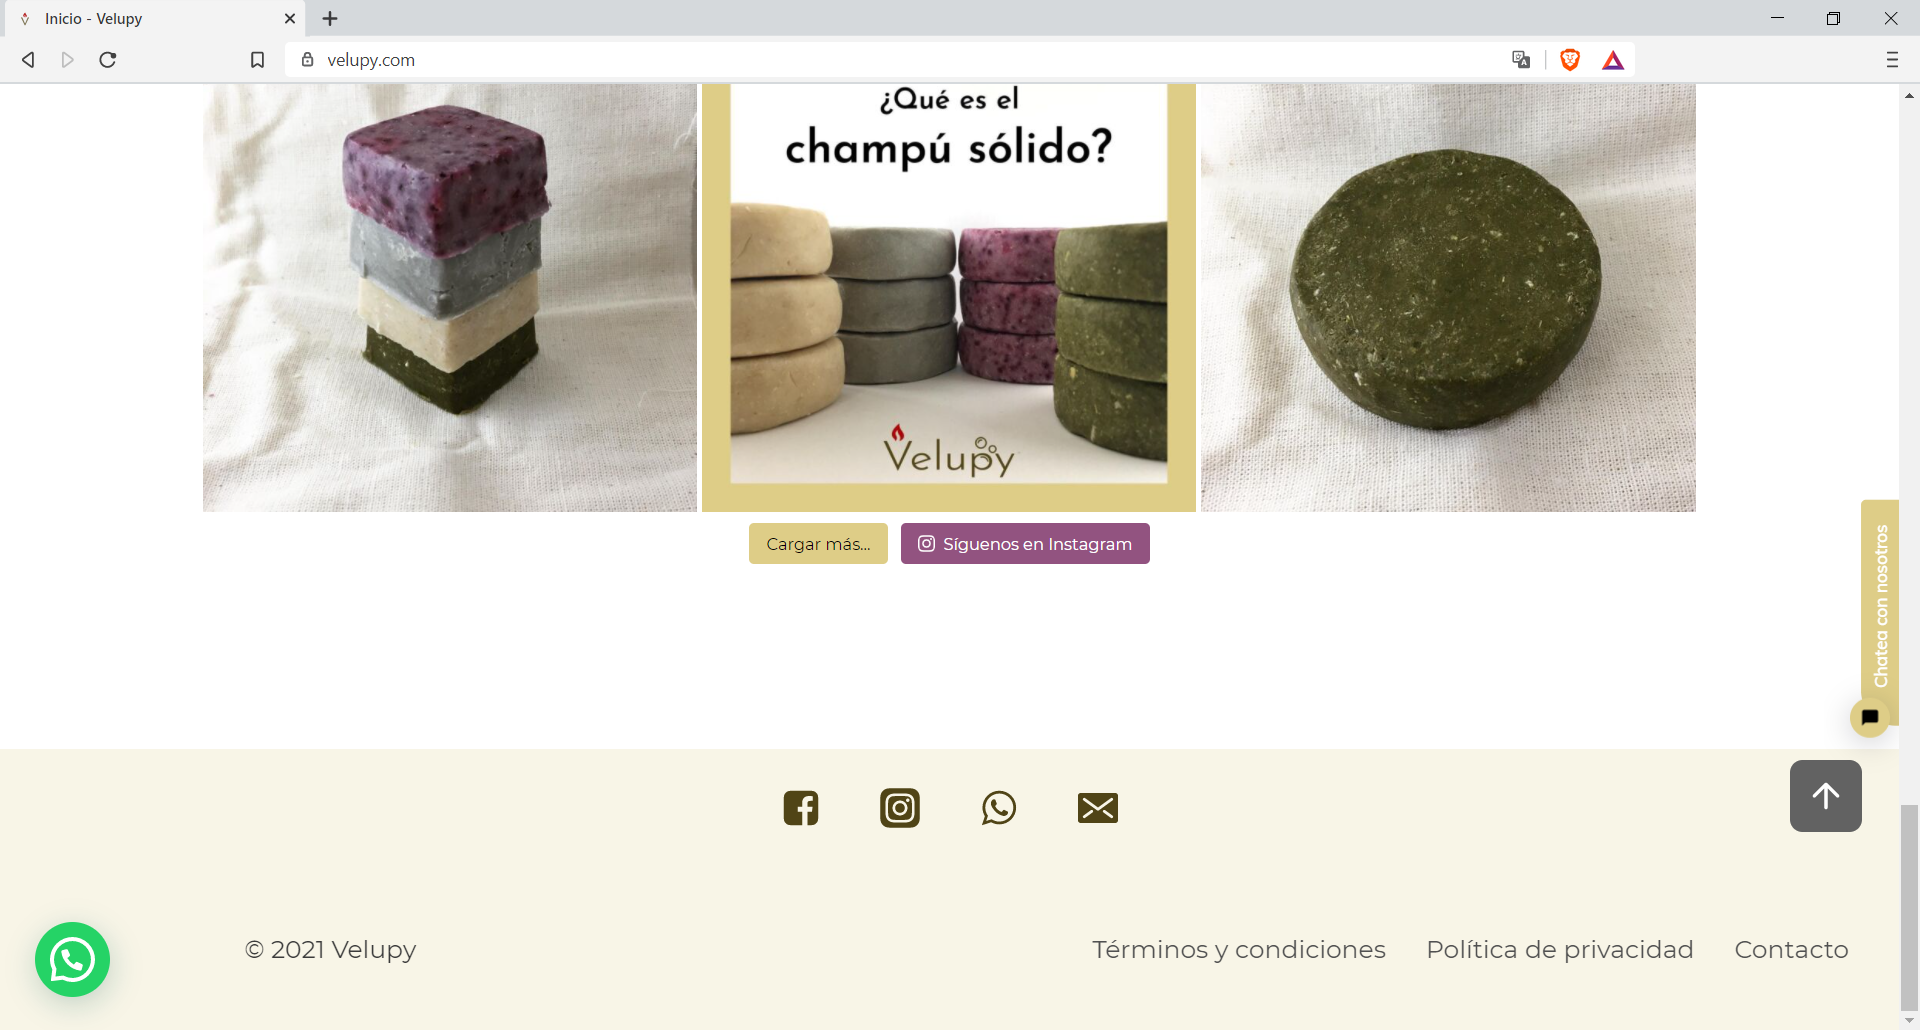 Inicio - Velupy
velupy.com
¿Qué es el
champú sólido?
Velupy
Cargar más...
Síguenos en Instagram
Chatea con nosotros
© 2021 Velupy
Términos y condiciones
Política de privacidad
Contacto